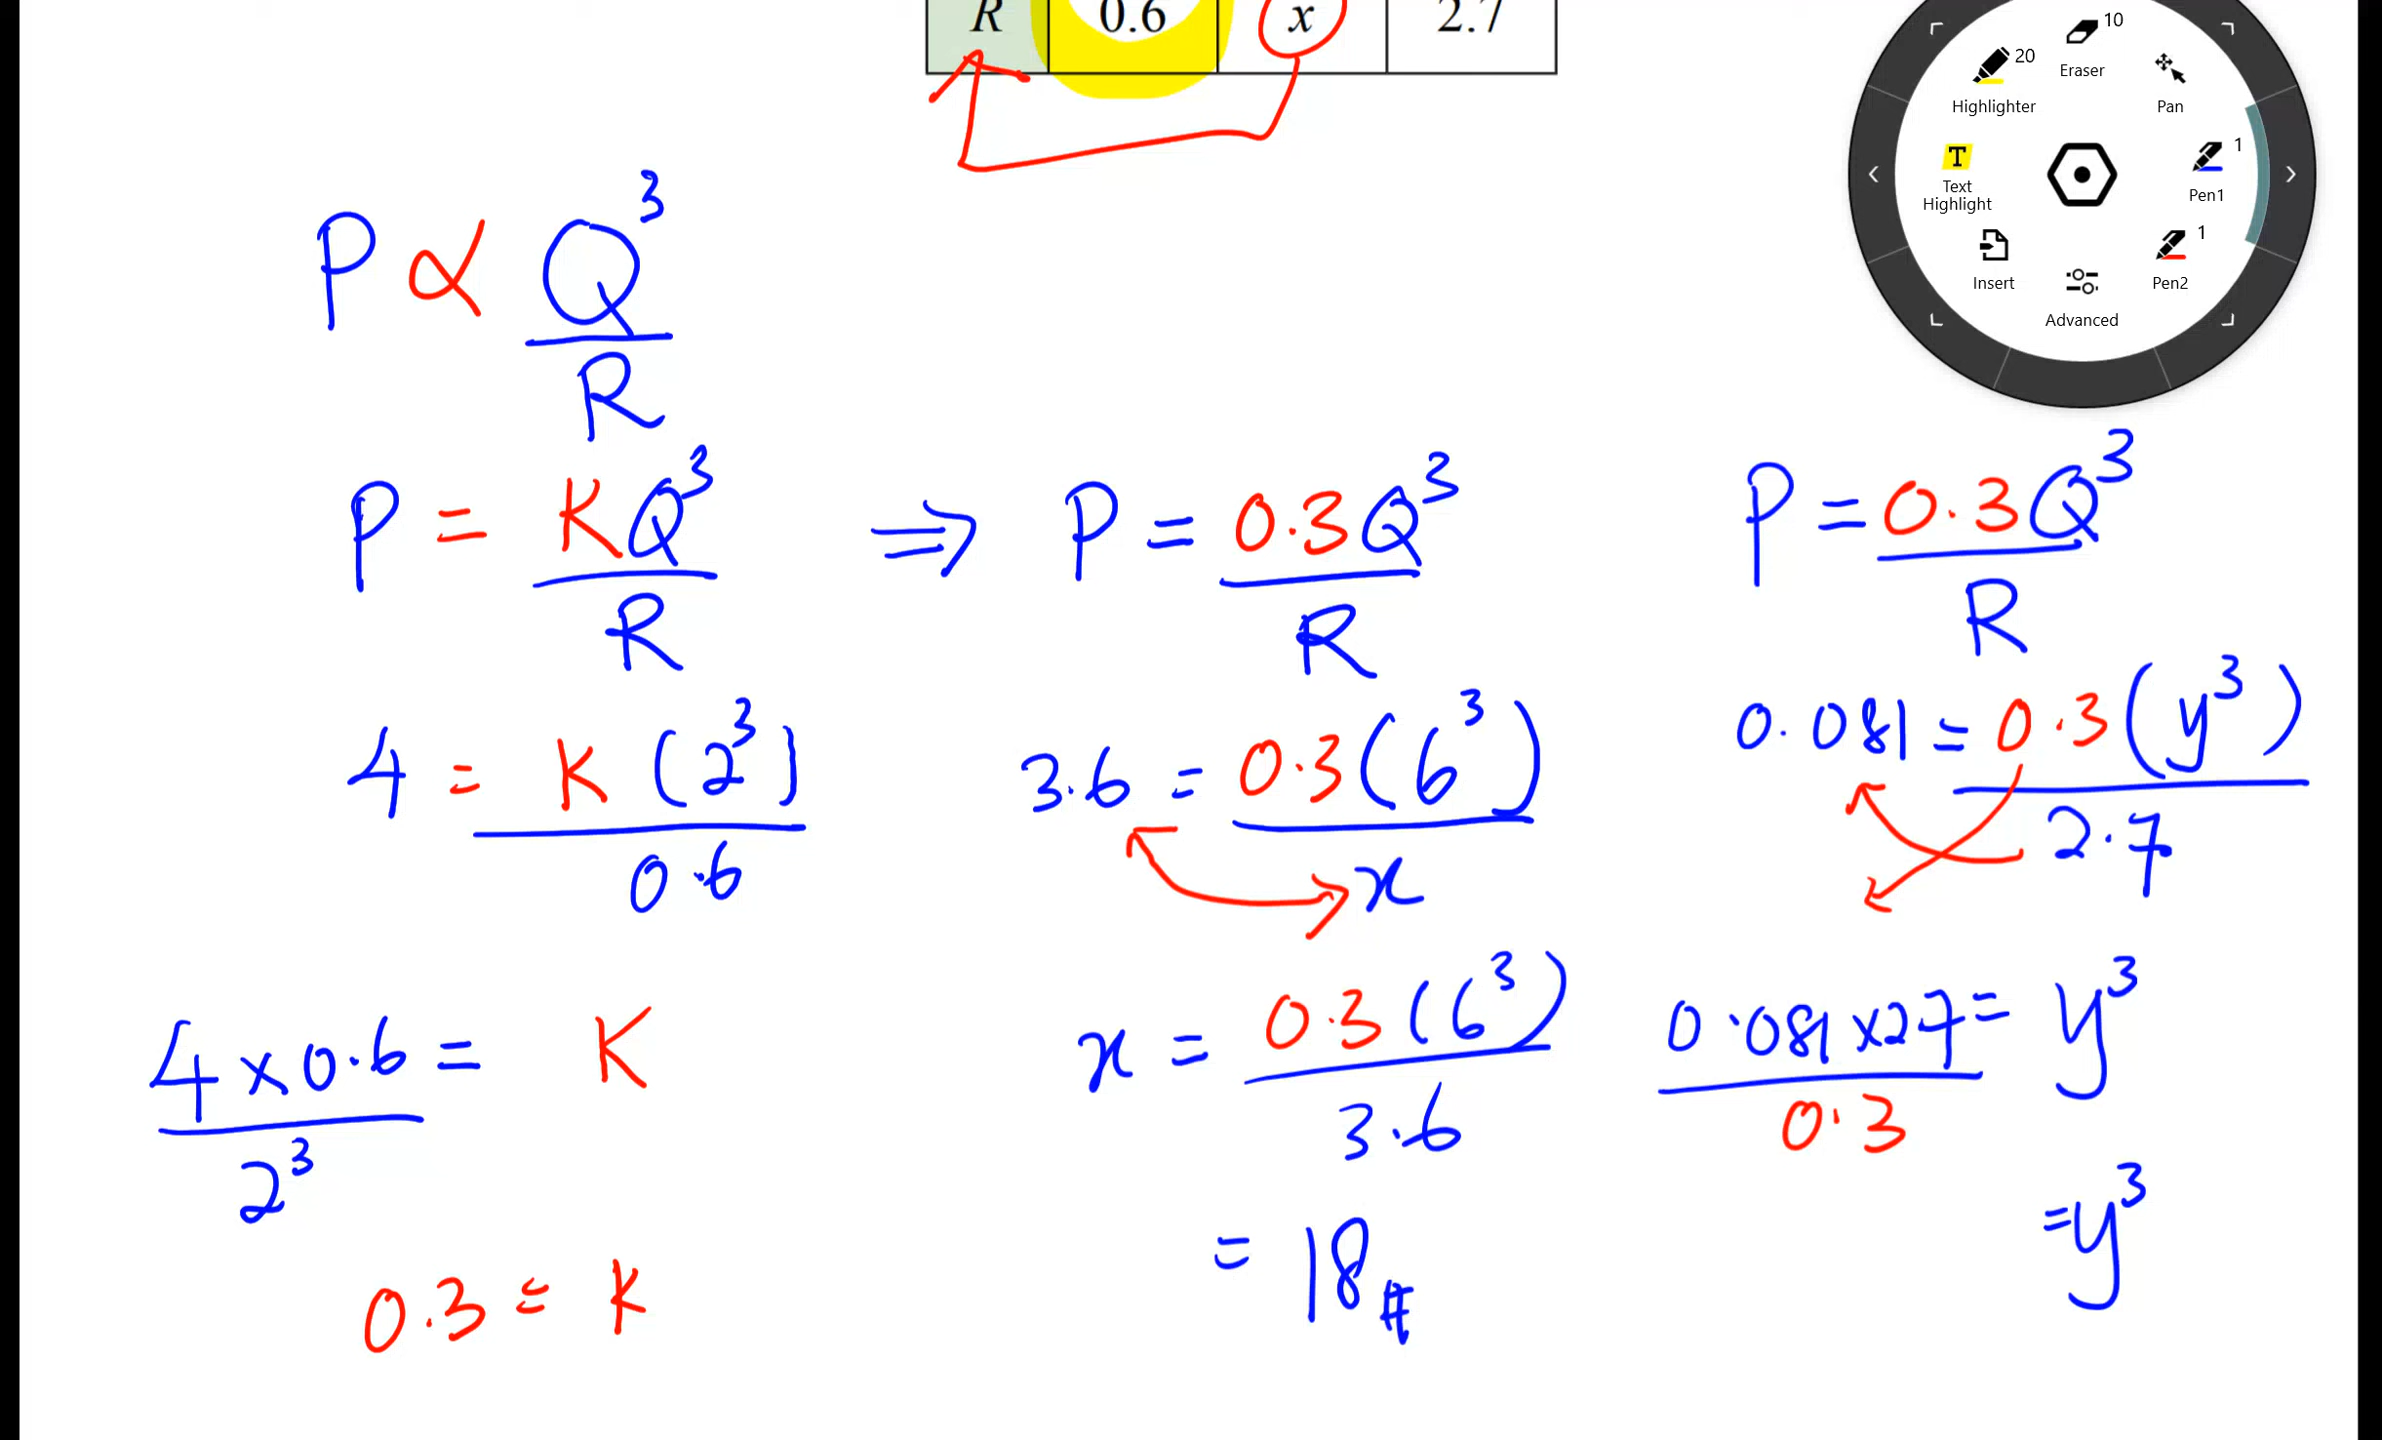 R 0.6 x 2.7
10
Eraser
20
Highlighter
Pan
T
Text
Highlight
1
Pen1
Insert
1
Pen2
Advanced
P ∝ Q³
R
P = KQ³
R
4 = K (2³)
0.6
4 × 0.6 = K
2³
0.3 = K
⇒ P = 0.3Q³
R
3.6 = 0.3(6³)
x
x = 0.3(6³)
3.6
= 18#
P = 0.3Q³
R
0.081 = 0.3(y³)
2.7
0.081 × 27 = y³
0.3
= y³